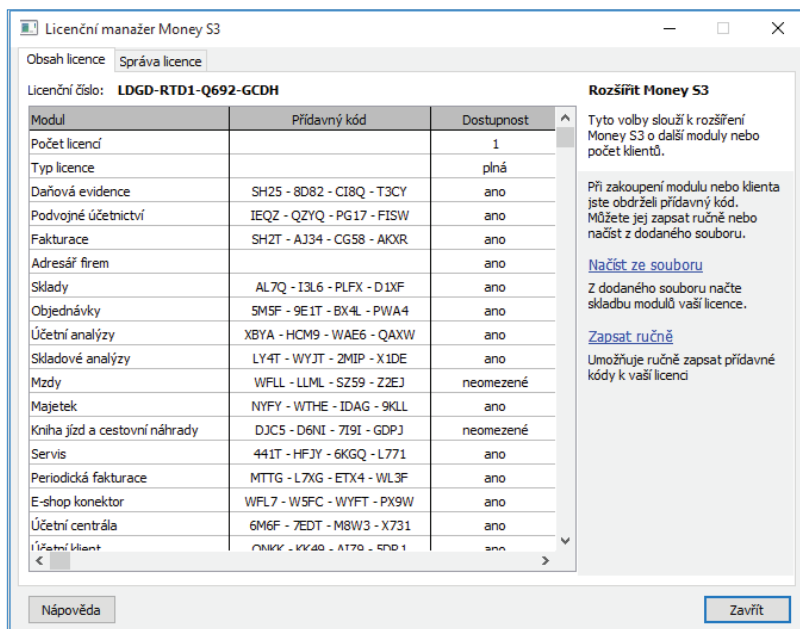 Licenční manažer Money S3
Obsah licence Správa licence
Licenční číslo: LDGD-RTD1-Q692-GCDH
Modul Přídavný kód Dostupnost
Počet licencí 1
Typ licence plná
Daňová evidence SH25 - 8D82 - CI8Q - T3CY ano
Podvojné účetnictví IEQZ - QZYQ - PG17 - FISW ano
Fakturace SH2T - AJ34 - CG58 - AKXR ano
Adresář firem ano
Sklady AL7Q - I3L6 - PLFX - D1XF ano
Objednávky 5M5F - 9E1T - BX4L - PWA4 ano
Účetní analýzy XBYA - HCM9 - WAE6 - QAXW ano
Skladové analýzy LY4T - WYJT - 2MIP - X1DE ano
Mzdy WFLL - LLML - SZ59 - Z2EJ neomezené
Majetek NYFY - WTHE - IDAG - 9KLL ano
Kniha jízd a cestovní náhrady DJC5 - D6NI - 7I9I - GDPJ neomezené
Servis 441T - HFJY - 6KGQ - L771 ano
Periodická fakturace MTTG - L7XG - ETX4 - WL3F ano
E-shop konektor WFL7 - W5FC - WYFT - PX9W ano
Účetní centrála 6M6F - 7EDT - M8W3 - X731 ano
Účetní klient ano
Rozšířit Money S3
Tyto volby slouží k rozšíření
Money S3 o další moduly nebo
počet klientů.
Při zakoupení modulu nebo klienta
jste obdrželi přídavný kód.
Můžete jej zapsat ručně nebo
načíst z dodaného souboru.
Načíst ze souboru
Z dodaného souboru načte
skladbu modulů vaší licence.
Zapsat ručně
Umožňuje ručně zapsat přídavné
kódy k vaší licenci
Nápověda Zavřít